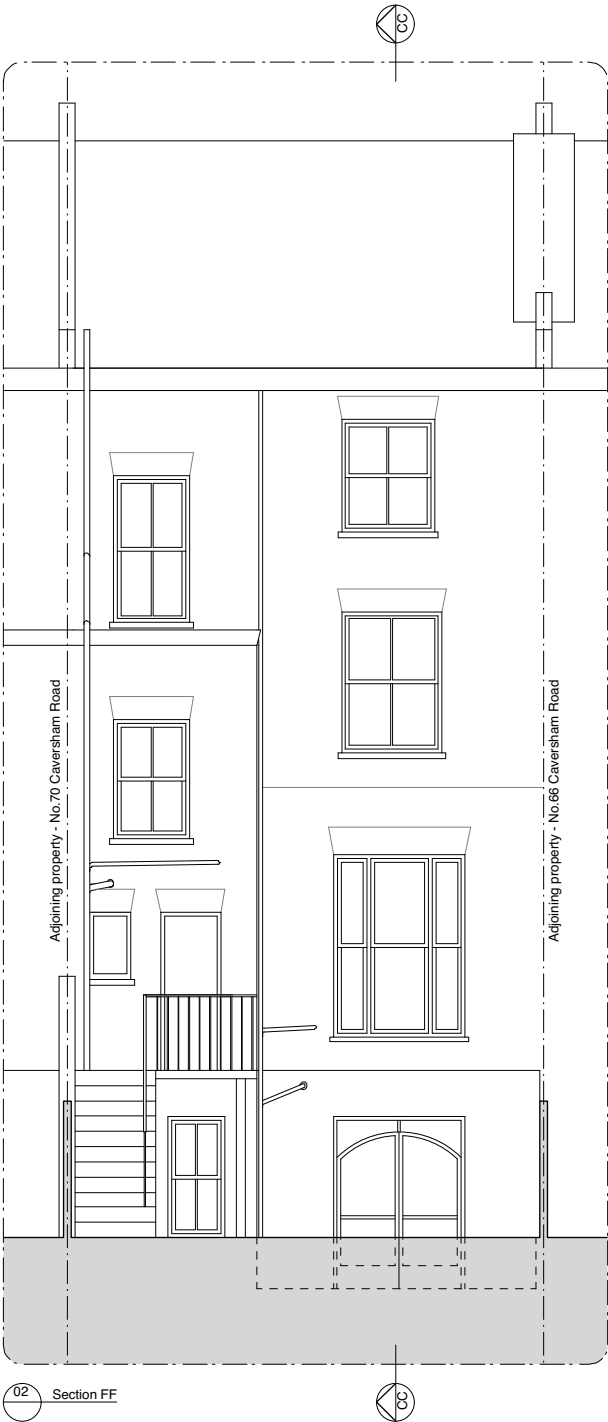 CC
Adjoining property - No.70 Caversham Road
Adjoining property - No.66 Caversham Road
02 Section FF
CC